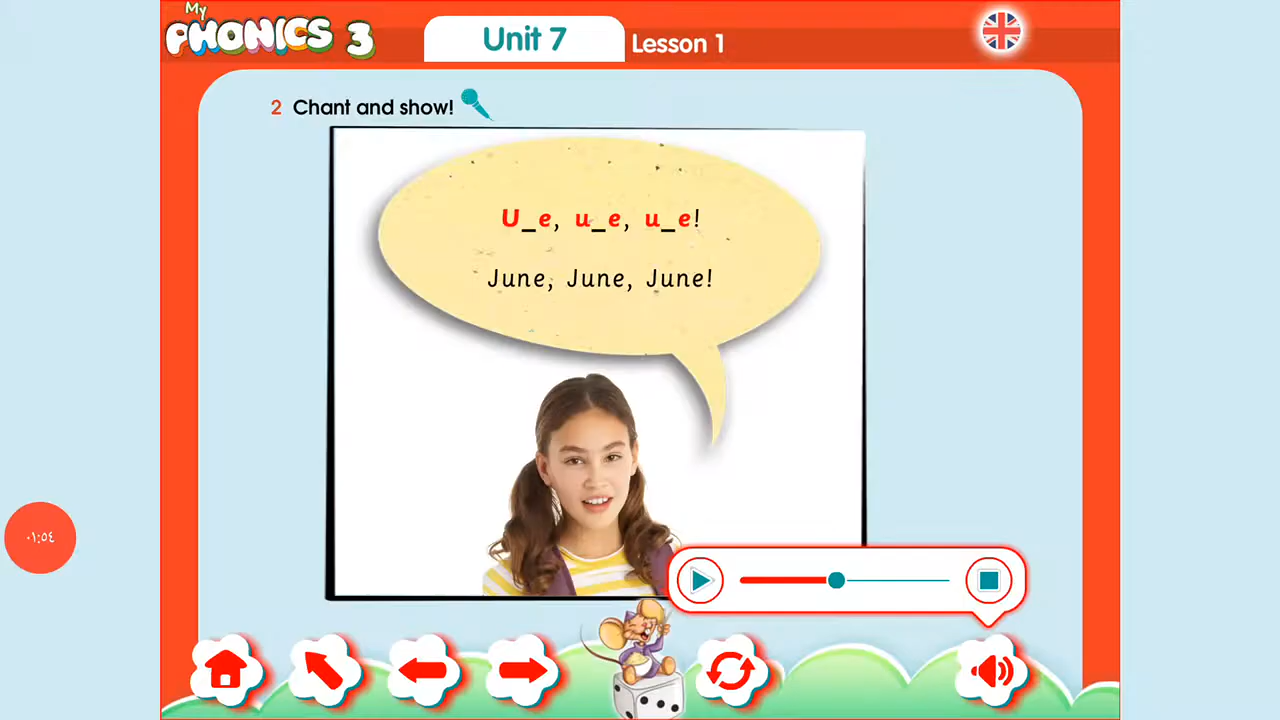 My
PHONICS 3
Unit 7
Lesson 1
2 Chant and show!
U_e, u_e, u_e!
June, June, June!
٠١:٥٤